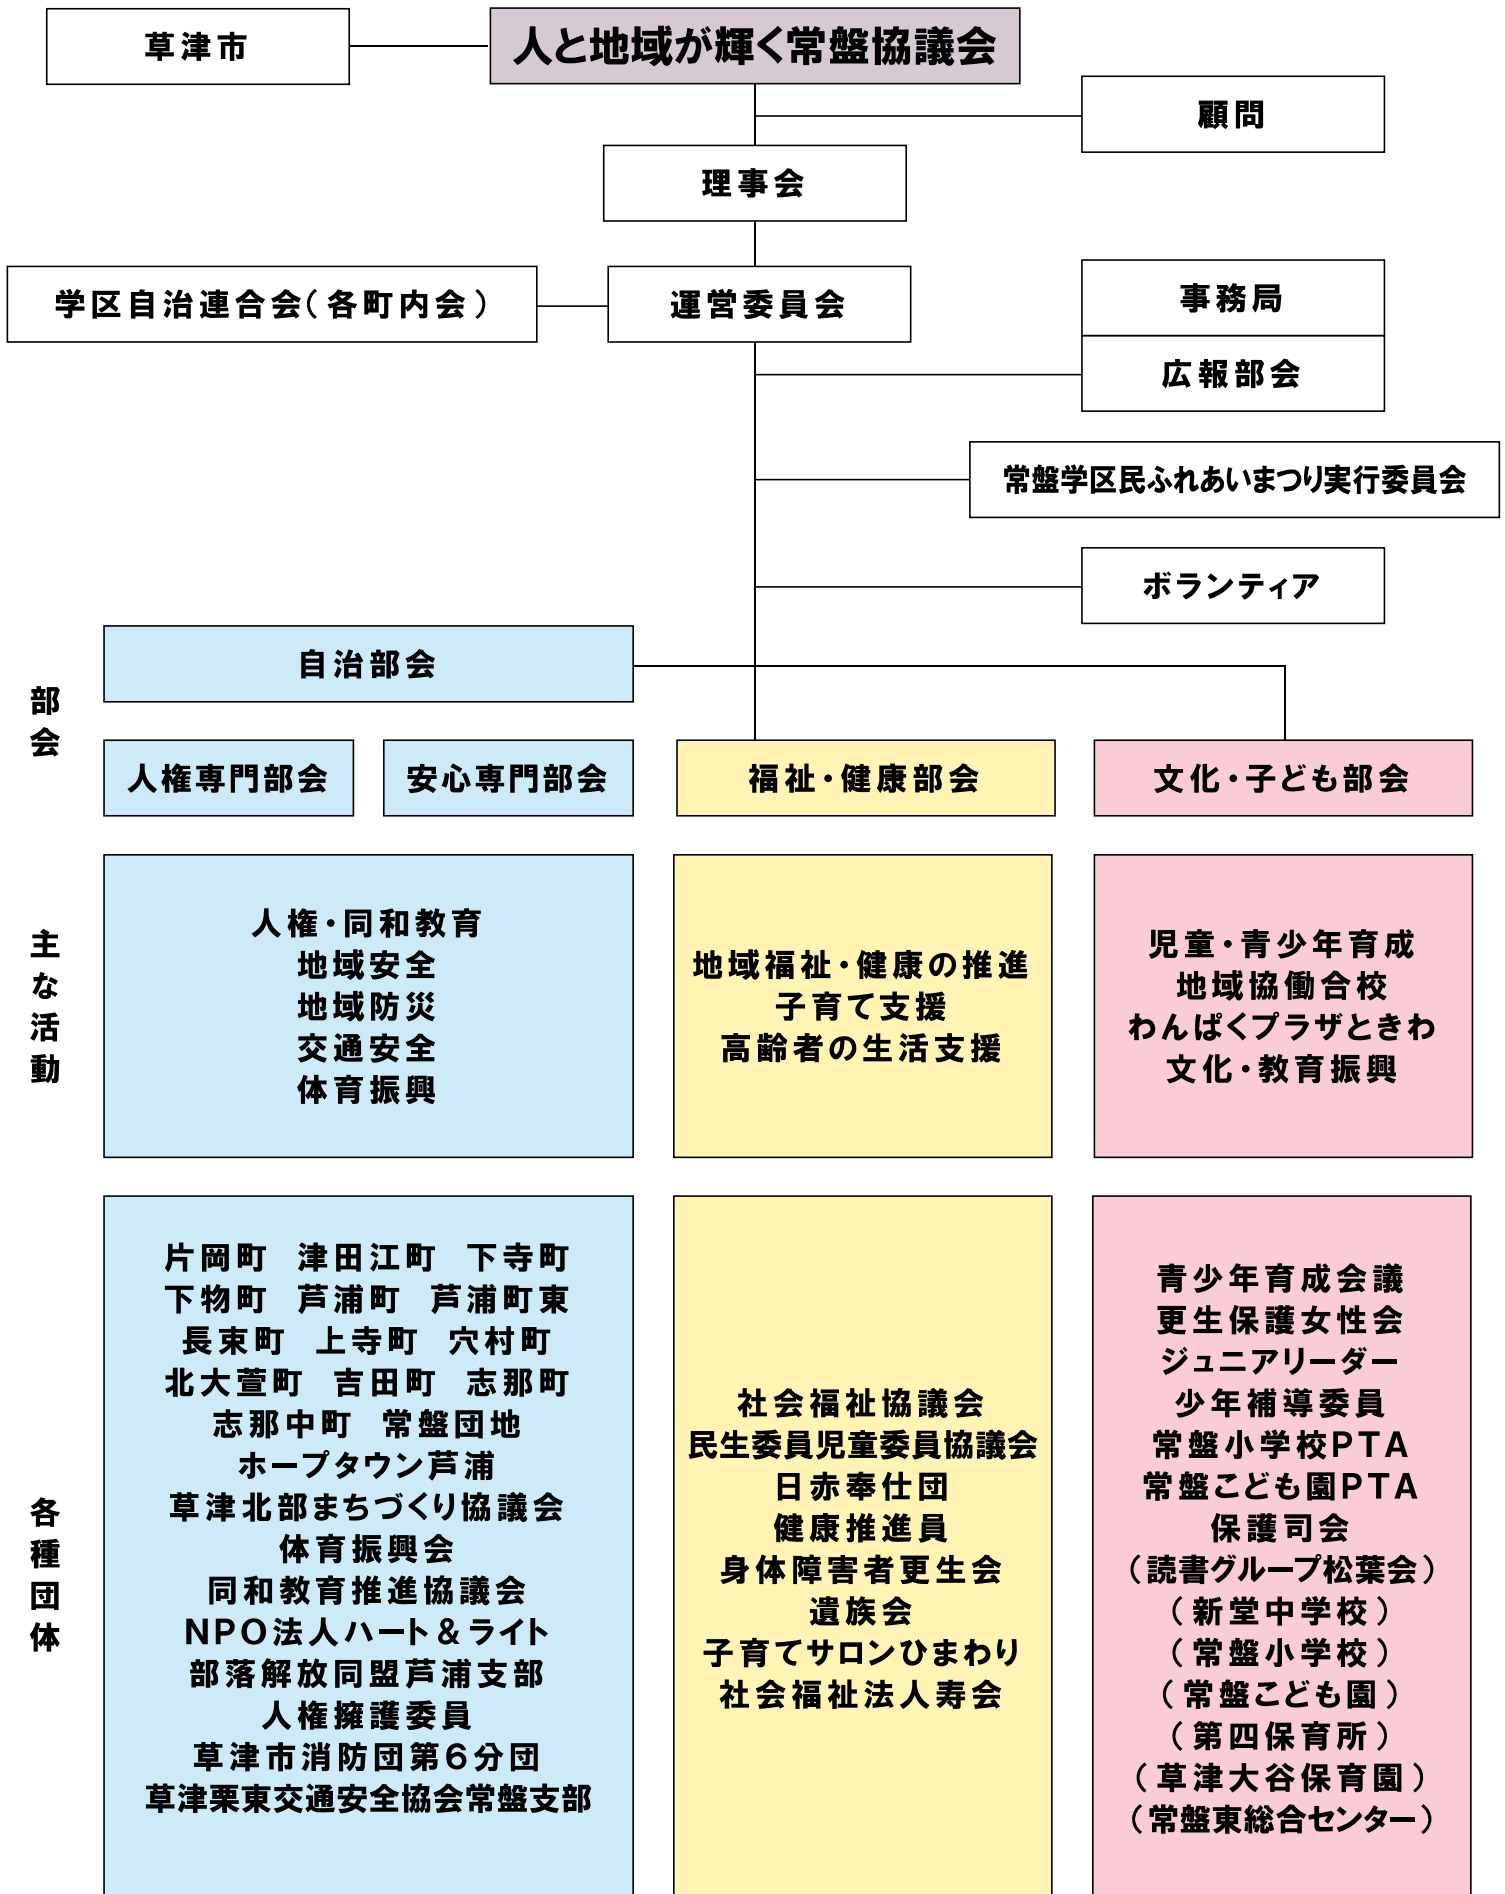 草津市
人と地域が輝く常盤協議会
顧問
理事会
学区自治連合会(各町内会)
運営委員会
事務局
広報部会
常盤学区民ふれあいまつり実行委員会
ボランティア
部会
自治部会
人権専門部会
安心専門部会
福祉・健康部会
文化・子ども部会
主な活動
人権・同和教育
地域安全
地域防災
交通安全
体育振興
地域福祉・健康の推進
子育て支援
高齢者の生活支援
児童・青少年育成
地域協働合校
わんぱくプラザときわ
文化・教育振興
各種団体
片岡町 津田江町 下寺町
下物町 芦浦町 芦浦町東
長束町 上寺町 穴村町
北大萱町 吉田町 志那町
志那中町 常盤団地
ホープタウン芦浦
草津北部まちづくり協議会
体育振興会
同和教育推進協議会
NPO法人ハート&ライト
部落解放同盟芦浦支部
人権擁護委員
草津市消防団第6分団
草津栗東交通安全協会常盤支部
社会福祉協議会
民生委員児童委員協議会
日赤奉仕団
健康推進員
身体障害者更生会
遺族会
子育てサロンひまわり
社会福祉法人寿会
青少年育成会議
更生保護女性会
ジュニアリーダー
少年補導委員
常盤小学校PTA
常盤こども園PTA
保護司会
(読書グループ松葉会)
(新堂中学校)
(常盤小学校)
(常盤こども園)
(第四保育所)
(草津大谷保育園)
(常盤東総合センター)